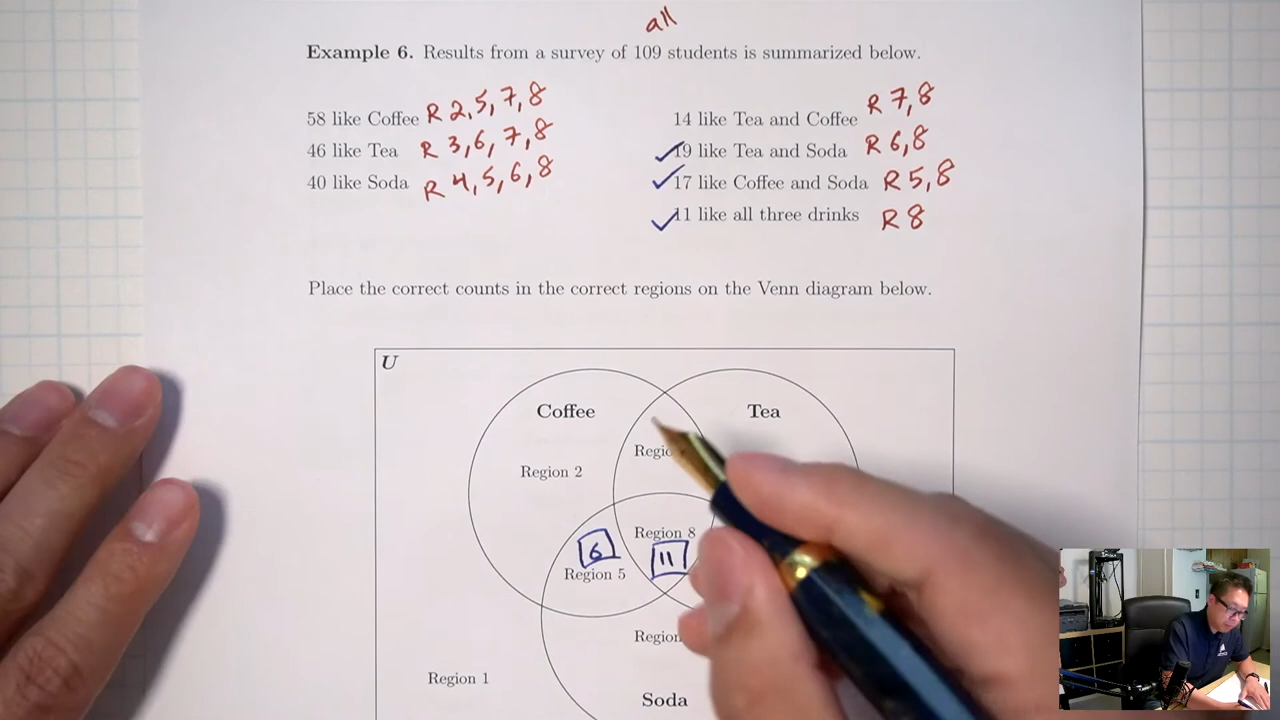 all
Example 6. Results from a survey of 109 students is summarized below.
58 like Coffee R 2,5,7,8
46 like Tea R 3,6,7,8
40 like Soda R 4,5,6,8
14 like Tea and Coffee R 7,8
19 like Tea and Soda R 6,8
17 like Coffee and Soda R 5,8
11 like all three drinks R 8
Place the correct counts in the correct regions on the Venn diagram below.
U
Coffee
Tea
Region 2
Region 8
6
11
Region 5
Region
Region 1
Soda